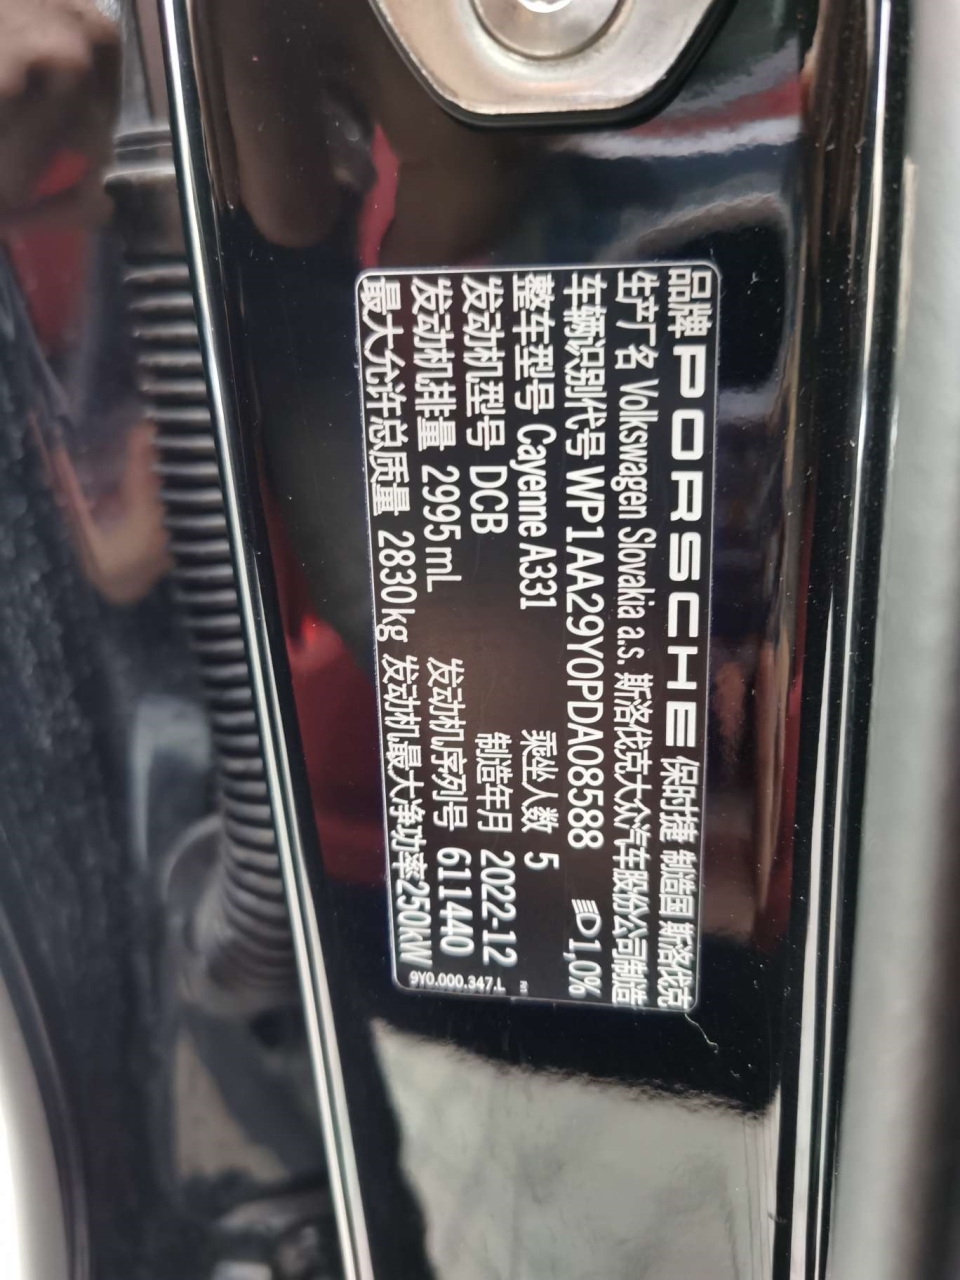 品牌 PORSCHE 保时捷 制造国 斯洛伐克
生产厂名 Volkswagen Slovakia a.s. 斯洛伐克大众汽车股份公司制造
车辆识别代号 WP1AA29Y0PDA08588 1,0%
整车型号 Cayenne A331 乘坐人数 5
发动机型号 DCB 制造年月 2022-12
发动机排量 2995mL 发动机序列号 611440
最大允许总质量 2830kg 发动机最大净功率250kW
9Y0.000.347.L